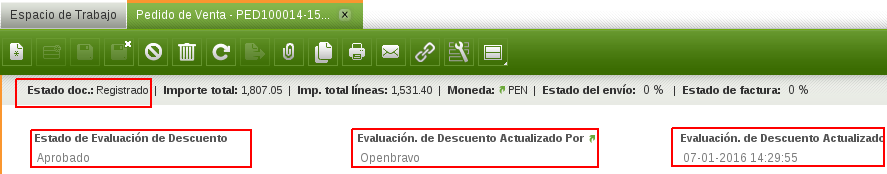 Espacio de Trabajo Pedido de Venta - PED100014-15...
Estado doc.: Registrado | Importe total: 1,807.05 | Imp. total líneas: 1,531.40 | Moneda: PEN | Estado del envío: 0 % | Estado de factura: 0 %
Estado de Evaluación de Descuento Evaluación. de Descuento Actualizado Por Evaluación. de Descuento Actualizado
Aprobado Openbravo 07-01-2016 14:29:55